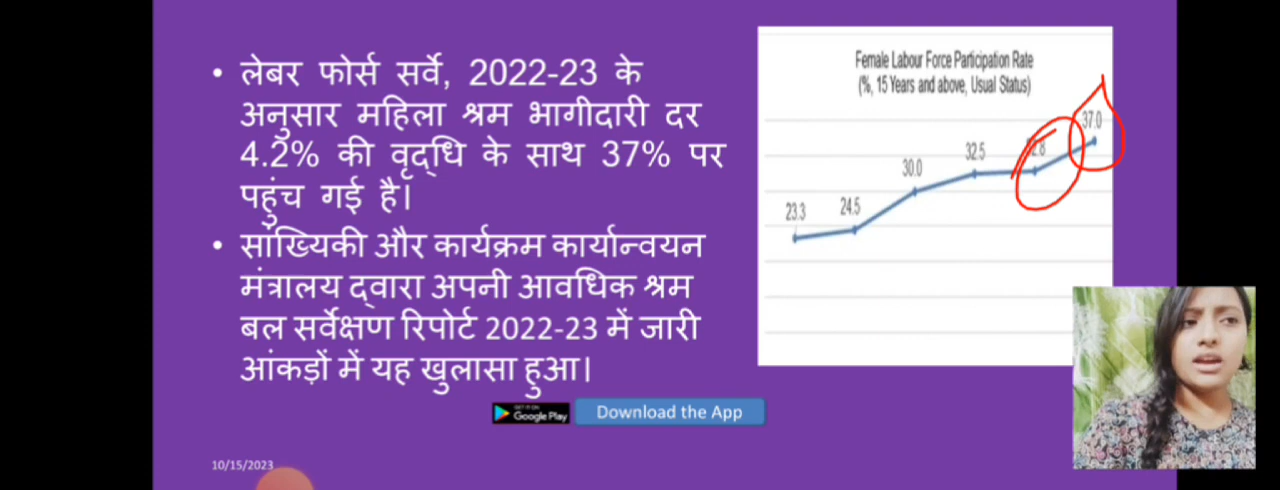 • लेबर फोर्स सर्वे, 2022-23 के
अनुसार महिला श्रम भागीदारी दर
4.2% की वृद्धि के साथ 37% पर
पहुंच गई है।
• सांख्यिकी और कार्यक्रम कार्यान्वयन
मंत्रालय द्वारा अपनी आवधिक श्रम
बल सर्वेक्षण रिपोर्ट 2022-23 में जारी
आंकड़ों में यह खुलासा हुआ।
Female Labour Force Participation Rate
(%, 15 Years and above, Usual Status)
23.3
24.5
30.0
32.5
37.0
GET IT ON
Google Play
Download the App
10/15/2023